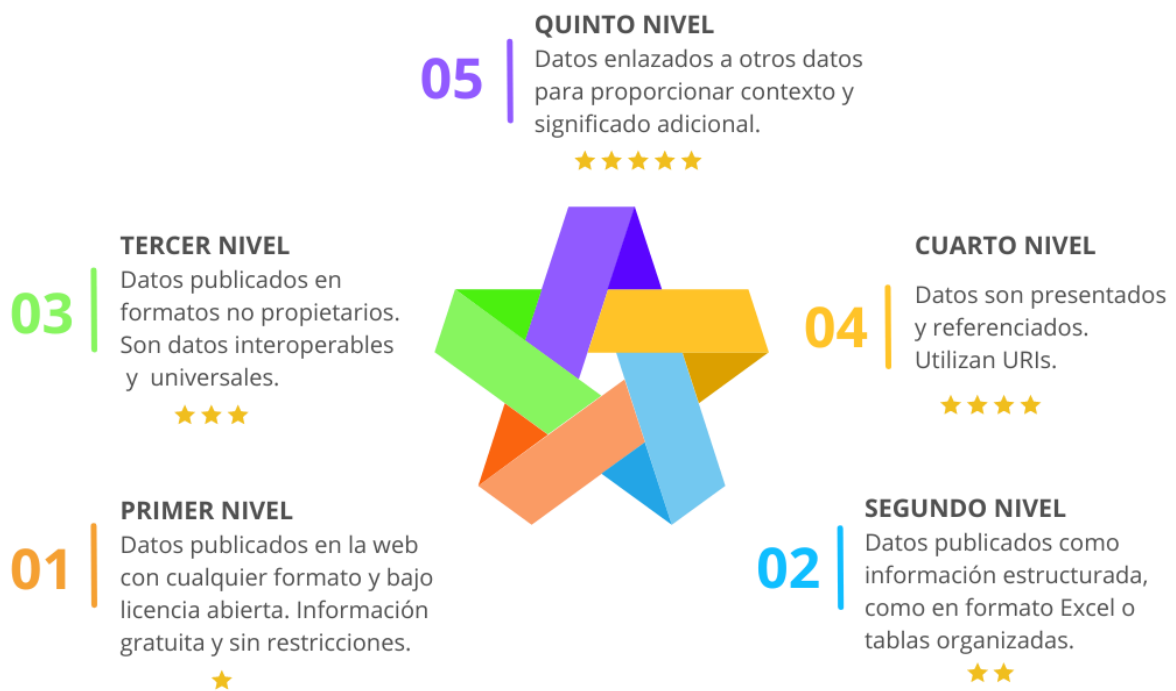 05
QUINTO NIVEL
Datos enlazados a otros datos
para proporcionar contexto y
significado adicional.
03
TERCER NIVEL
Datos publicados en
formatos no propietarios.
Son datos interoperables
y universales.
04
CUARTO NIVEL
Datos son presentados
y referenciados.
Utilizan URIs.
01
PRIMER NIVEL
Datos publicados en la web
con cualquier formato y bajo
licencia abierta. Información
gratuita y sin restricciones.
02
SEGUNDO NIVEL
Datos publicados como
información estructurada,
como en formato Excel o
tablas organizadas.